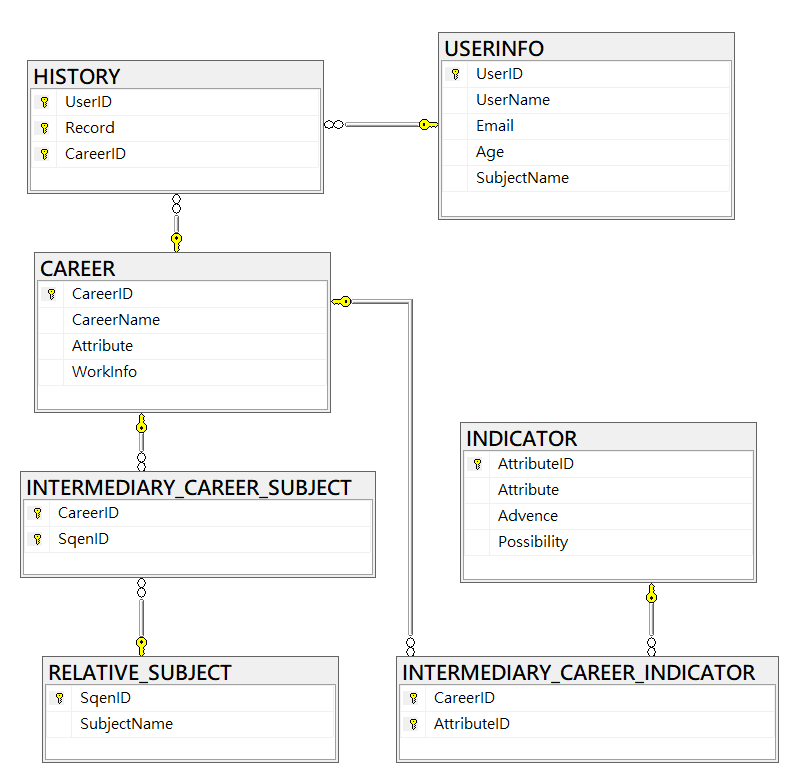 HISTORY
UserID
Record
CareerID
USERINFO
UserID
UserName
Email
Age
SubjectName
CAREER
CareerID
CareerName
Attribute
WorkInfo
INDICATOR
AttributeID
Attribute
Advence
Possibility
INTERMEDIARY_CAREER_SUBJECT
CareerID
SqenID
RELATIVE_SUBJECT
SqenID
SubjectName
INTERMEDIARY_CAREER_INDICATOR
CareerID
AttributeID